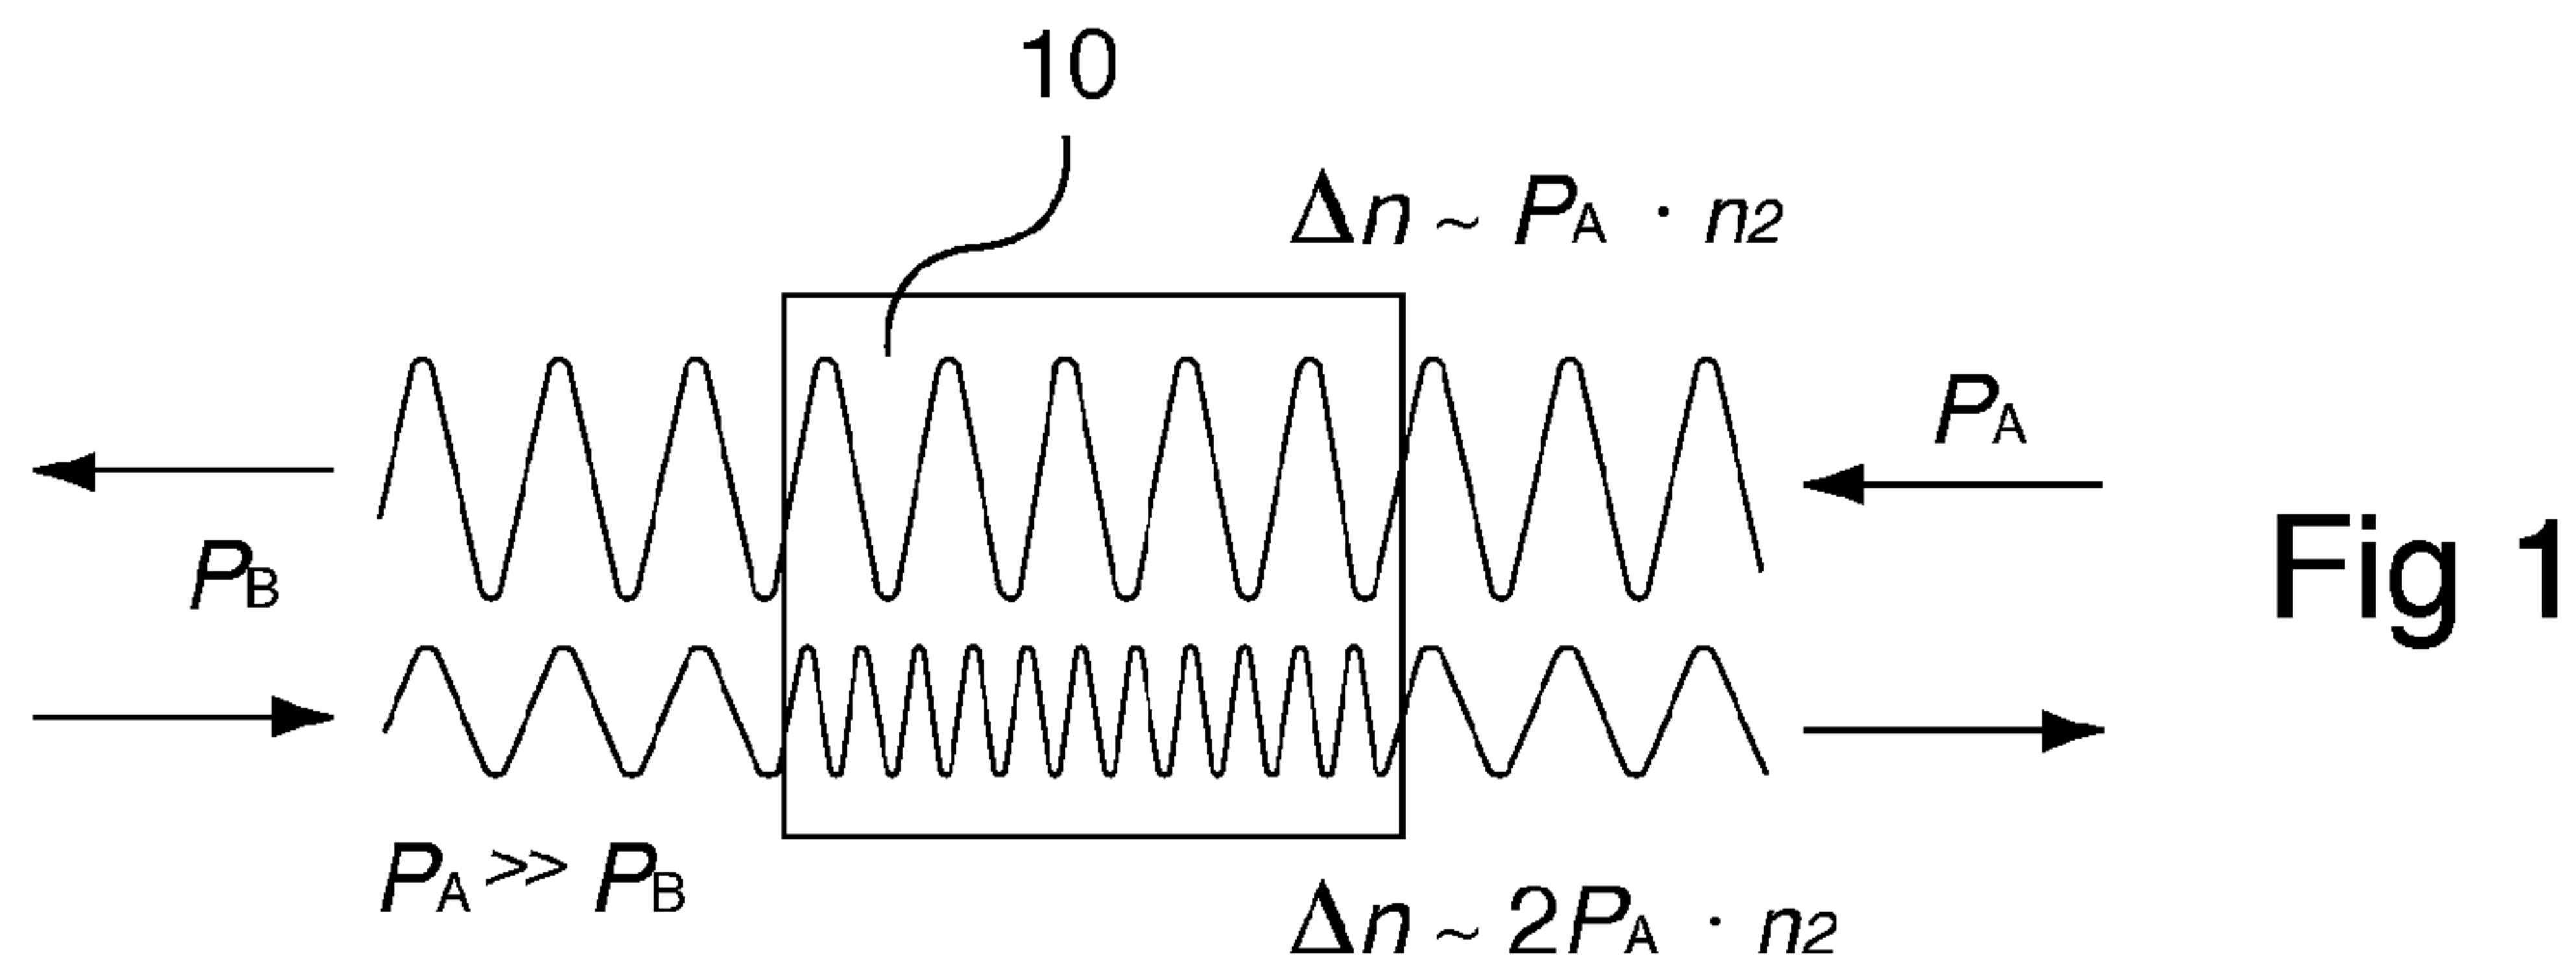 10
Δn ~ PA · n2
PA
PB
Fig 1
PA >> PB
Δn ~ 2PA · n2